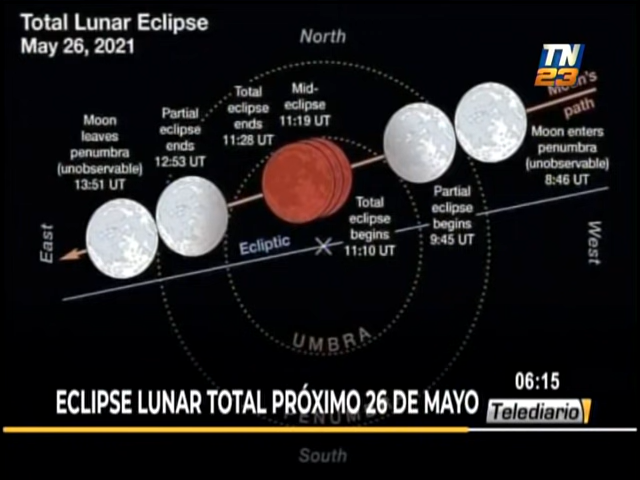 Total Lunar Eclipse
May 26, 2021
North
TN
23
Moon's
path
Mid-
eclipse
11:19 UT
Total
eclipse
ends
11:28 UT
Partial
eclipse
ends
12:53 UT
Moon
leaves
penumbra
(unobservable)
13:51 UT
Moon enters
penumbra
(unobservable)
8:46 UT
Partial
eclipse
begins
9:45 UT
Total
eclipse
begins
11:10 UT
East
Ecliptic
West
UMBRA
PENUMBRA
06:15
ECLIPSE LUNAR TOTAL PRÓXIMO 26 DE MAYO
Telediario
South